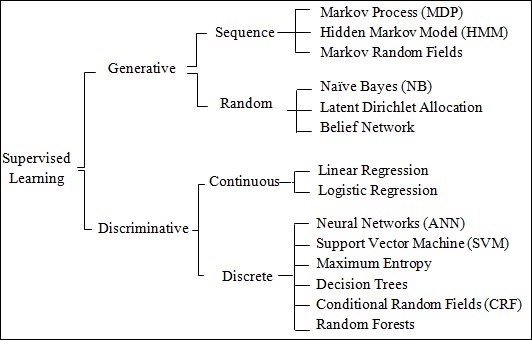 Supervised
Learning
Generative
Sequence
Markov Process (MDP)
Hidden Markov Model (HMM)
Markov Random Fields
Random
Naïve Bayes (NB)
Latent Dirichlet Allocation
Belief Network
Discriminative
Continuous
Linear Regression
Logistic Regression
Discrete
Neural Networks (ANN)
Support Vector Machine (SVM)
Maximum Entropy
Decision Trees
Conditional Random Fields (CRF)
Random Forests